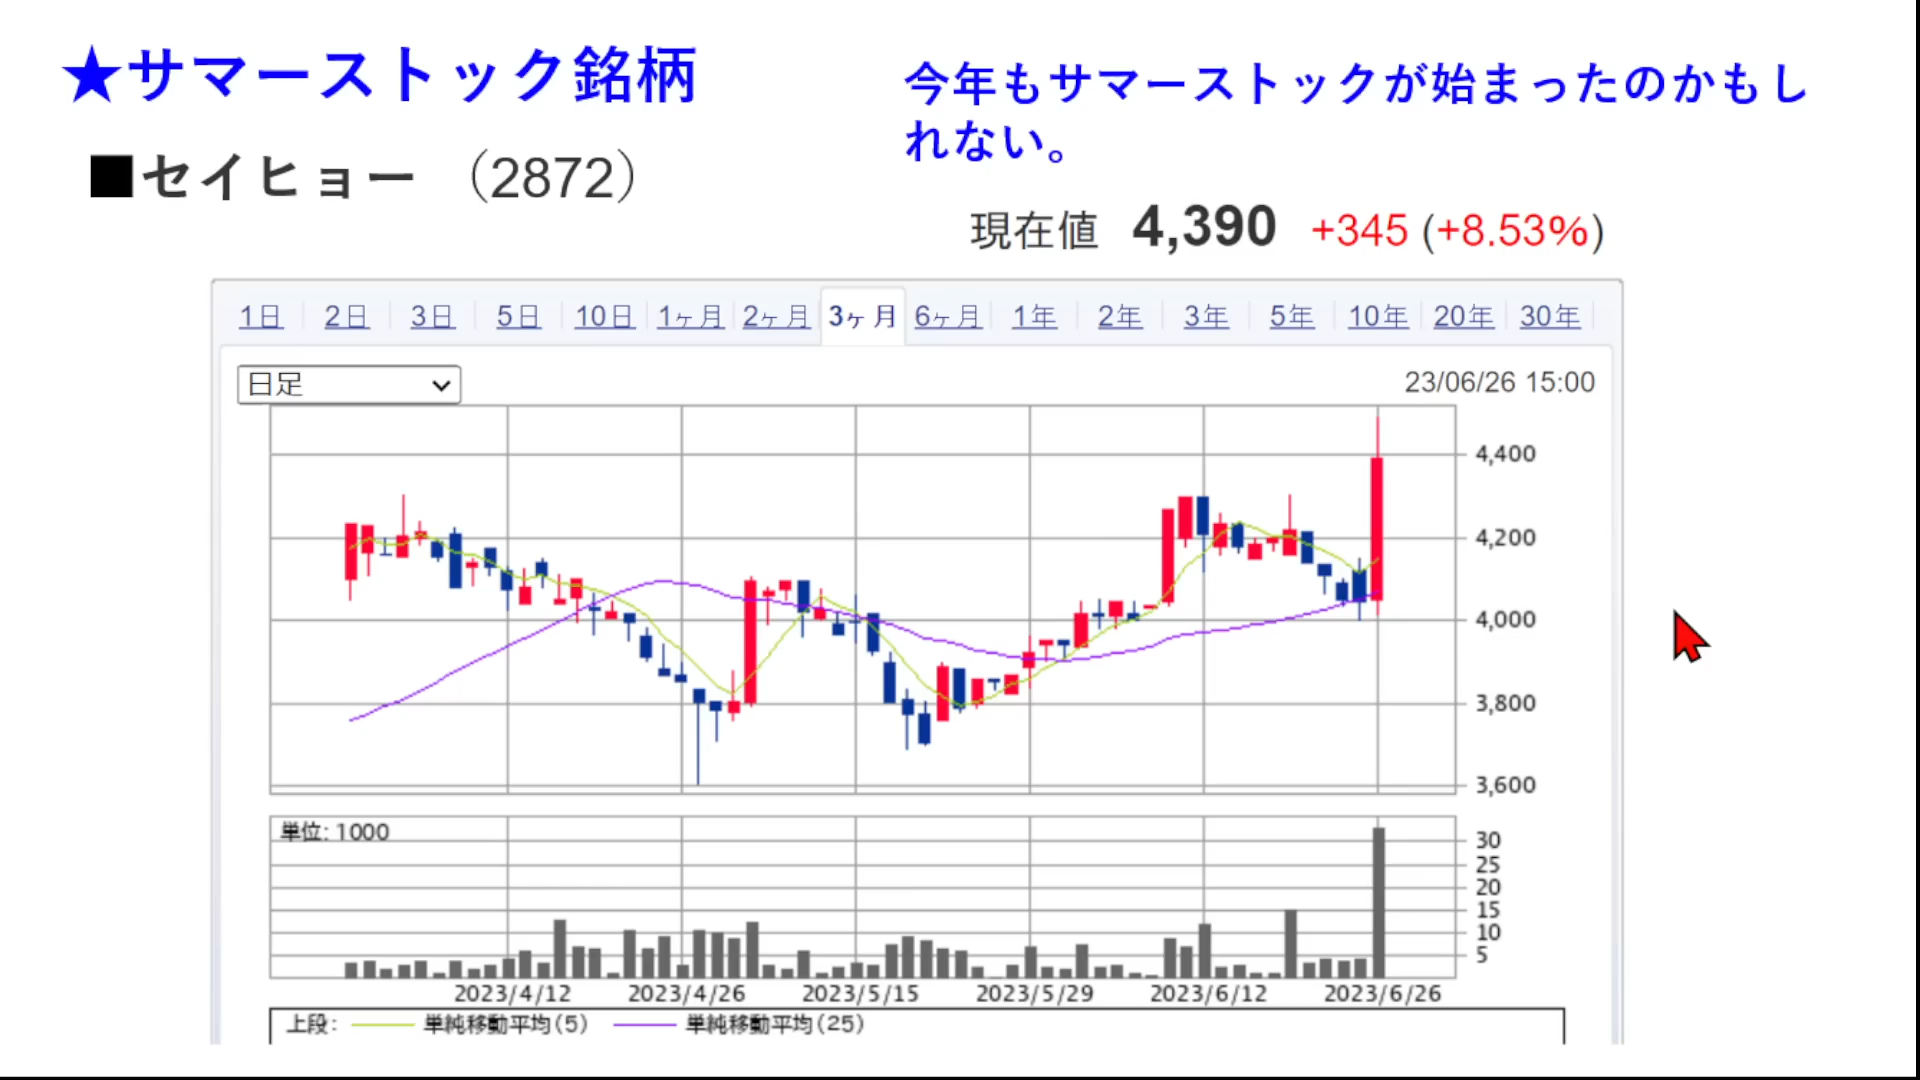 ★サマーストック銘柄
今年もサマーストックが始まったのかもし
れない。
■セイヒョー （2872）
現在値 4,390 +345 (+8.53%)
1日 2日 3日 5日 10日 1ヶ月 2ヶ月 3ヶ月 6ヶ月 1年 2年 3年 5年 10年 20年 30年
日足
23/06/26 15:00
4,400
4,200
4,000
3,800
3,600
単位: 1000
30
25
20
15
10
5
2023/4/12 2023/4/26 2023/5/15 2023/5/29 2023/6/12 2023/6/26
上段: 単純移動平均(5) 単純移動平均(25)